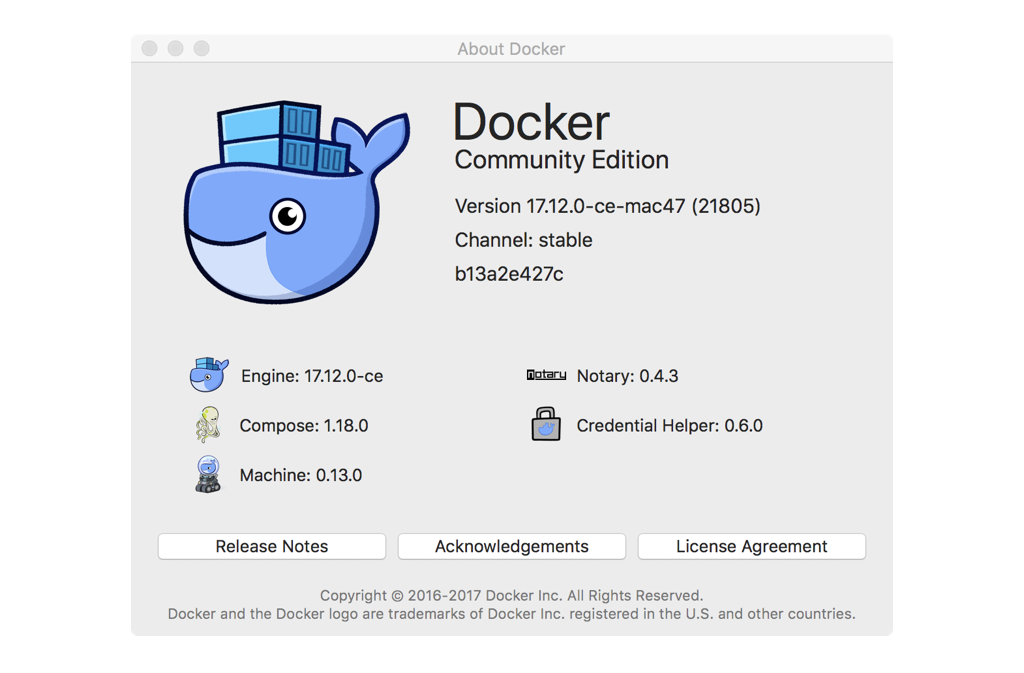 About Docker
Docker
Community Edition
Version 17.12.0-ce-mac47 (21805)
Channel: stable
b13a2e427c
Engine: 17.12.0-ce
notary Notary: 0.4.3
Compose: 1.18.0
Credential Helper: 0.6.0
Machine: 0.13.0
Release Notes
Acknowledgements
License Agreement
Copyright © 2016-2017 Docker Inc. All Rights Reserved.
Docker and the Docker logo are trademarks of Docker Inc. registered in the U.S. and other countries.